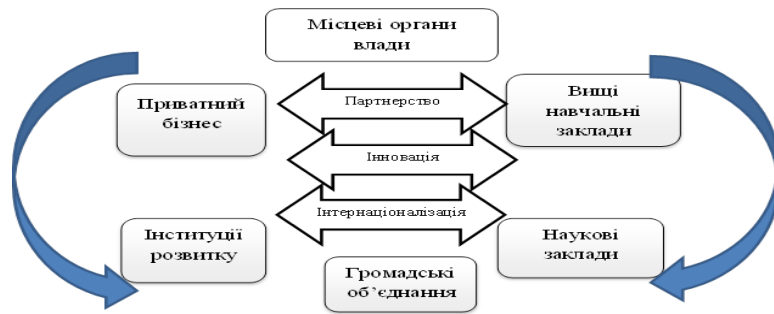 Місцеві органи
влади
Приватний
бізнес
Партнерство
Вищі
навчальні
заклади
Інновація
Інтернаціоналізація
Інституції
розвитку
Наукові
заклади
Громадські
об’єднання